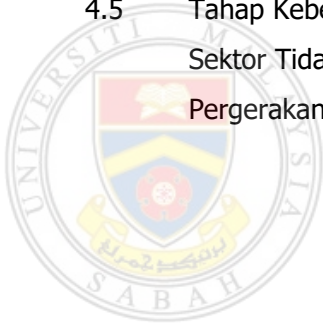 4.5 Tahap Kebe
Sektor Tida
Pergerakan
UNIVERSITI MALAYSIA
SABAH